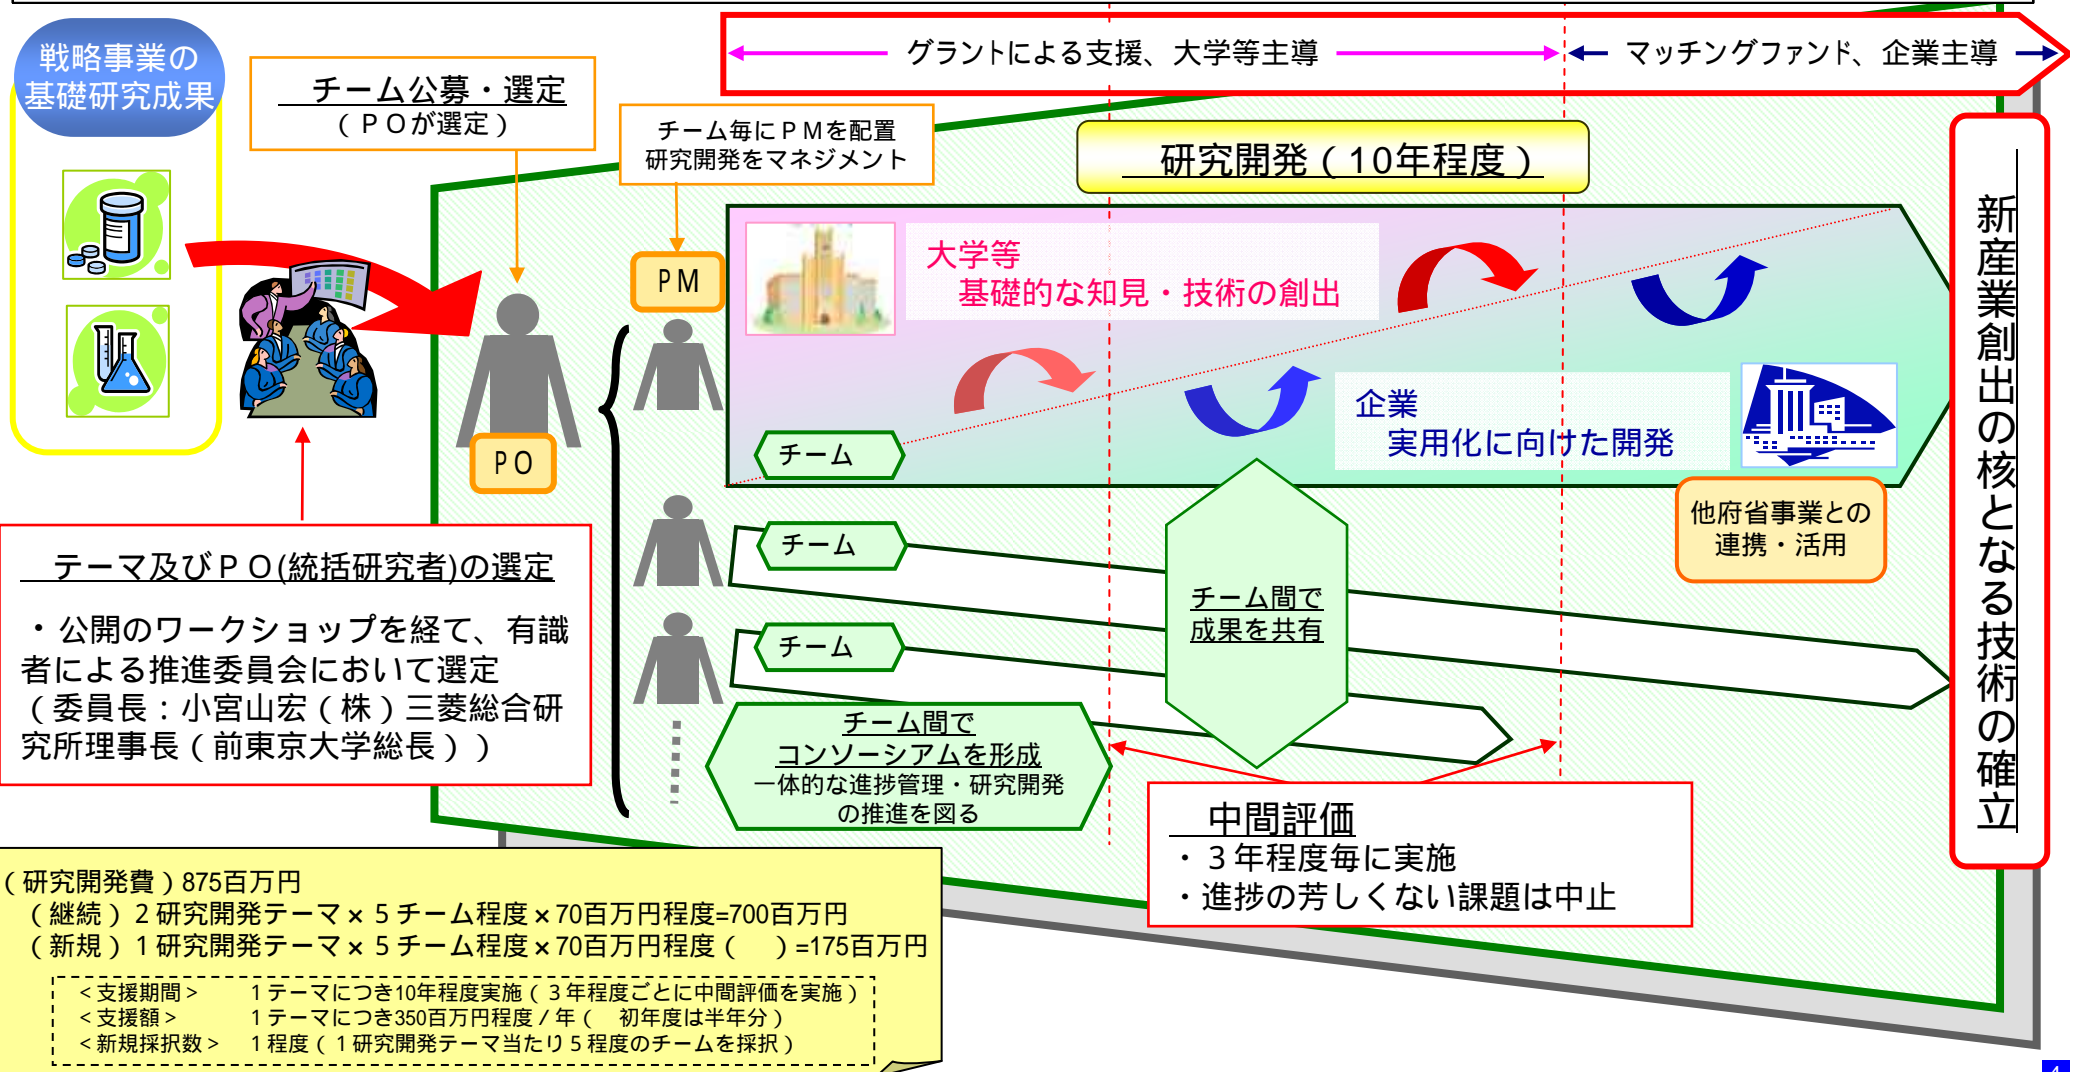 戦略事業の
基礎研究成果
グラントによる支援、大学等主導
マッチングファンド、企業主導
チーム公募・選定
（ＰＯが選定）
チーム毎にＰＭを配置
研究開発をマネジメント
研究開発（10年程度）
ＰＭ
大学等
基礎的な知見・技術の創出
企業
実用化に向けた開発
チーム
ＰＯ
他府省事業との
連携・活用
チーム
チーム
チーム間で
成果を共有
新産業創出の核となる技術の確立
テーマ及びＰＯ(統括研究者)の選定
・公開のワークショップを経て、有識
者による推進委員会において選定
（委員長：小宮山宏（株）三菱総合研
究所理事長（前東京大学総長））
チーム間で
コンソーシアムを形成
一体的な進捗管理・研究開発
の推進を図る
中間評価
・３年程度毎に実施
・進捗の芳しくない課題は中止
（研究開発費）875百万円
（継続）２研究開発テーマ×５チーム程度×70百万円程度=700百万円
（新規）１研究開発テーマ×５チーム程度×70百万円程度（　）=175百万円
＜支援期間＞　１テーマにつき10年程度実施（３年程度ごとに中間評価を実施）
＜支援額＞　１テーマにつき350百万円程度／年（　初年度は半年分）
＜新規採択数＞　１程度（１研究開発テーマ当たり５程度のチームを採択）
4